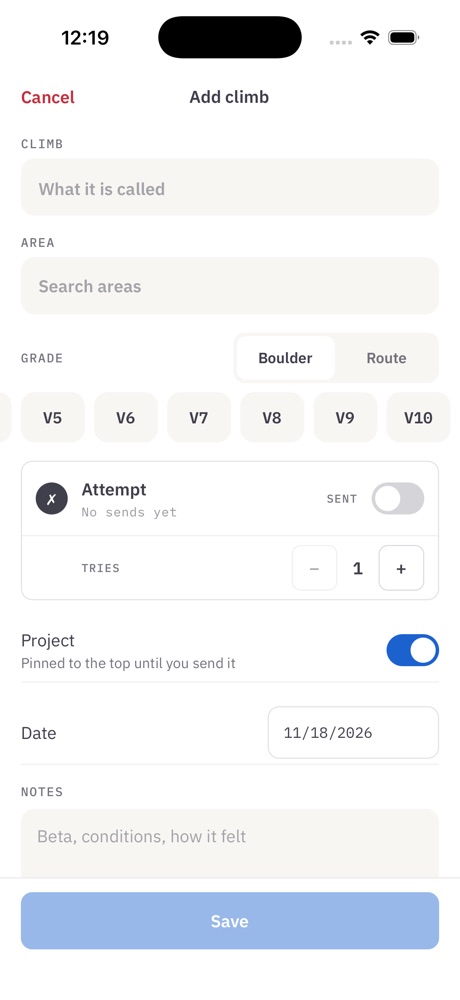 12:19
Cancel
Add climb
CLIMB
What it is called
AREA
Search areas
GRADE
Boulder
Route
V5
V6
V7
V8
V9
V10
✗
Attempt
No sends yet
SENT
TRIES
−
1
+
Project
Pinned to the top until you send it
Date
11/18/2026
NOTES
Beta, conditions, how it felt
Save